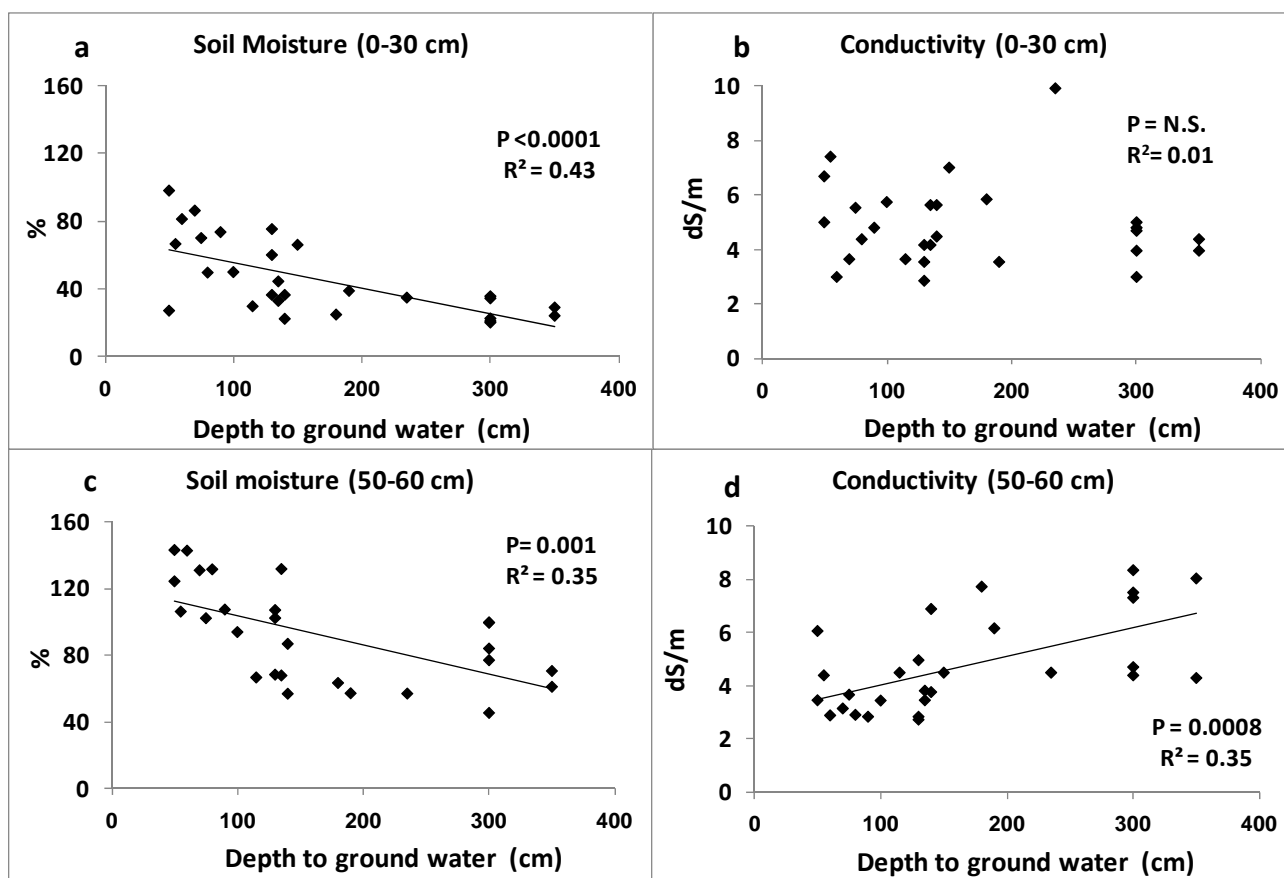 a Soil Moisture (0-30 cm)
160
120
80
40
0
%
P <0.0001
R² = 0.43
0 100 200 300 400
Depth to ground water (cm)
b Conductivity (0-30 cm)
10
8
6
4
2
0
dS/m
P = N.S.
R²= 0.01
0 100 200 300 400
Depth to ground water (cm)
c Soil moisture (50-60 cm)
160
120
80
40
0
%
P= 0.001
R² = 0.35
0 100 200 300 400
Depth to ground water (cm)
d Conductivity (50-60 cm)
10
8
6
4
2
0
dS/m
P = 0.0008
R² = 0.35
0 100 200 300 400
Depth to ground water (cm)